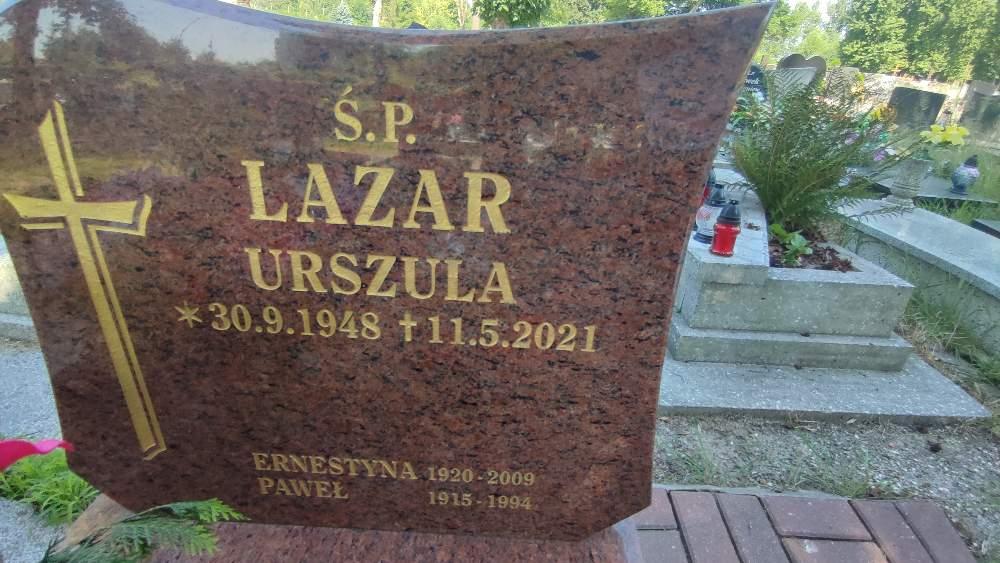 Ś.P.
LAZAR
URSZULA
*30.9.1948 †11.5.2021
ERNESTYNA 1920-2009
PAWEŁ 1915-1994